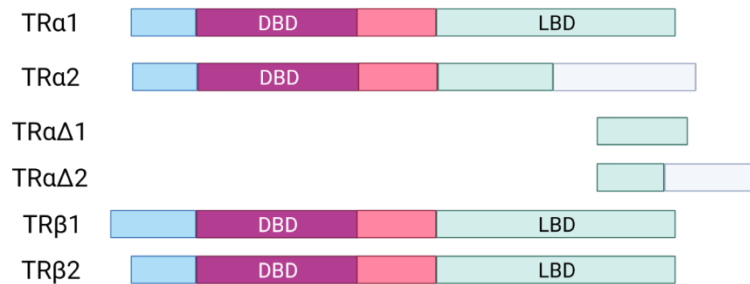 TRα1 DBD LBD
TRα2 DBD
TRαΔ1
TRαΔ2
TRβ1 DBD LBD
TRβ2 DBD LBD